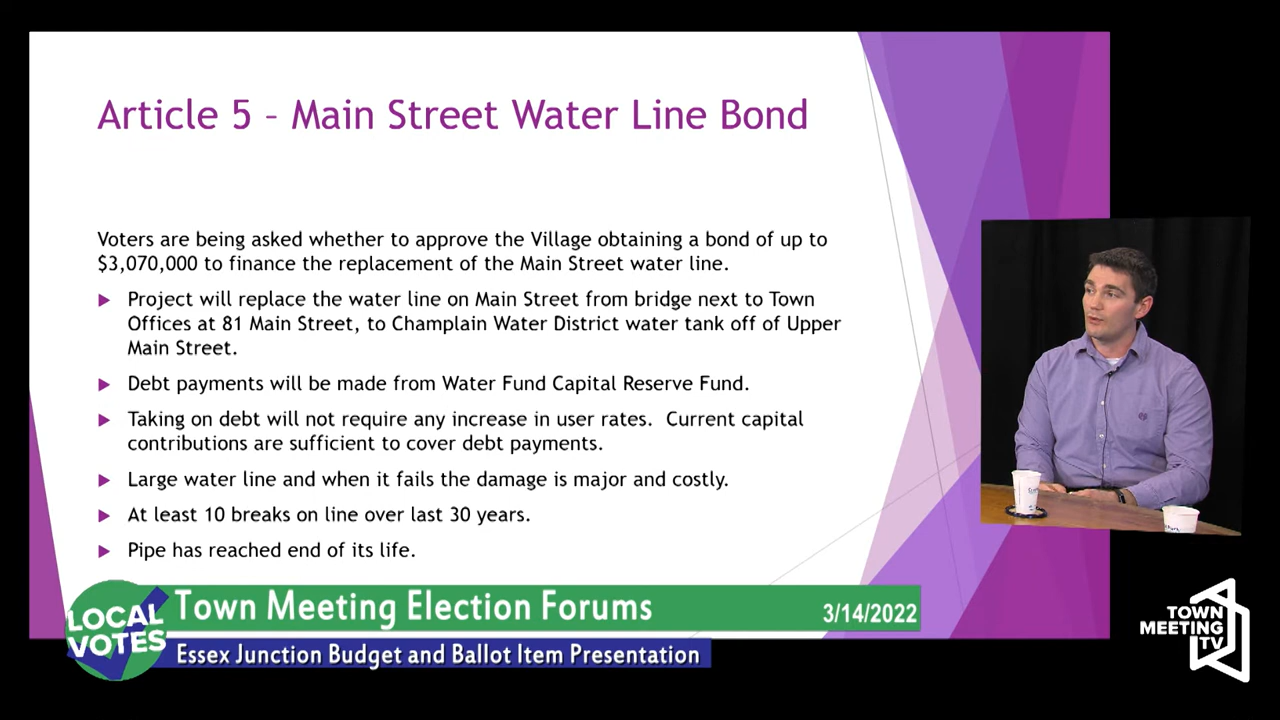 Article 5 – Main Street Water Line Bond
Voters are being asked whether to approve the Village obtaining a bond of up to
$3,070,000 to finance the replacement of the Main Street water line.
Project will replace the water line on Main Street from bridge next to Town
Offices at 81 Main Street, to Champlain Water District water tank off of Upper
Main Street.
Debt payments will be made from Water Fund Capital Reserve Fund.
Taking on debt will not require any increase in user rates.  Current capital
contributions are sufficient to cover debt payments.
Large water line and when it fails the damage is major and costly.
At least 10 breaks on line over last 30 years.
Pipe has reached end of its life.
LOCAL
VOTES
Town Meeting Election Forums
3/14/2022
Essex Junction Budget and Ballot Item Presentation
TOWN
MEETING
TV